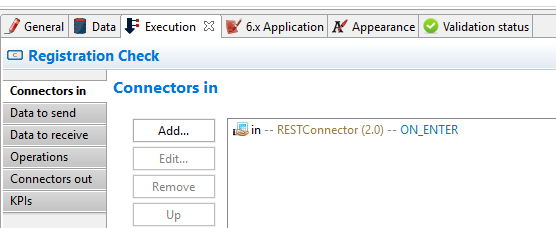 General Data Execution 6.x Application Appearance Validation status
Registration Check
Connectors in
Data to send
Data to receive
Operations
Connectors out
KPIs
Connectors in
Add...
Edit...
Remove
Up
in -- RESTConnector (2.0) -- ON_ENTER